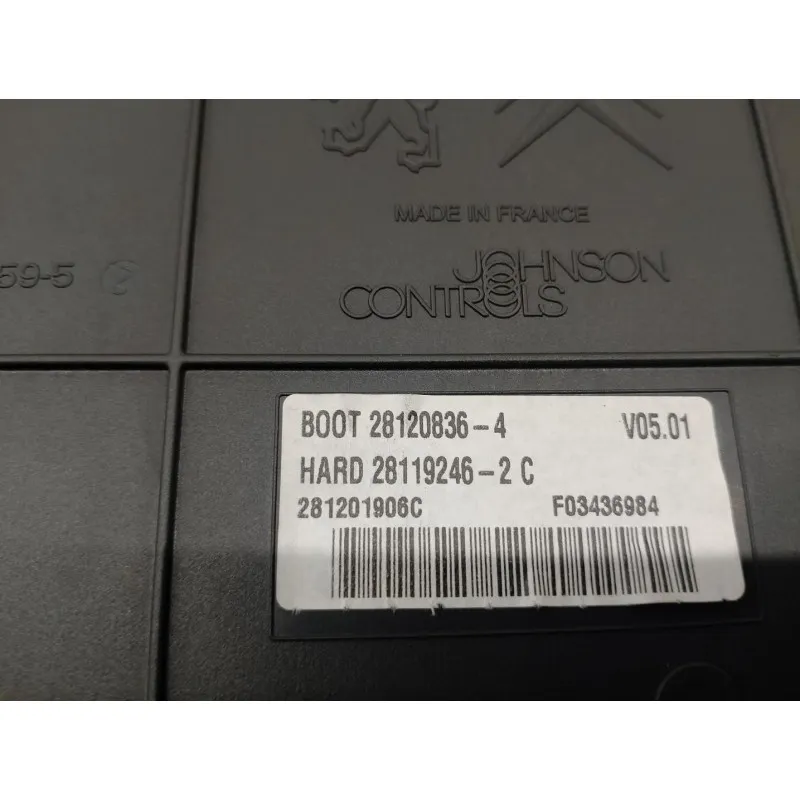 MADE IN FRANCE
59-5
JOHNSON
CONTROLS
BOOT 28120836-4 V05.01
HARD 28119246-2 C
281201906C F03436984